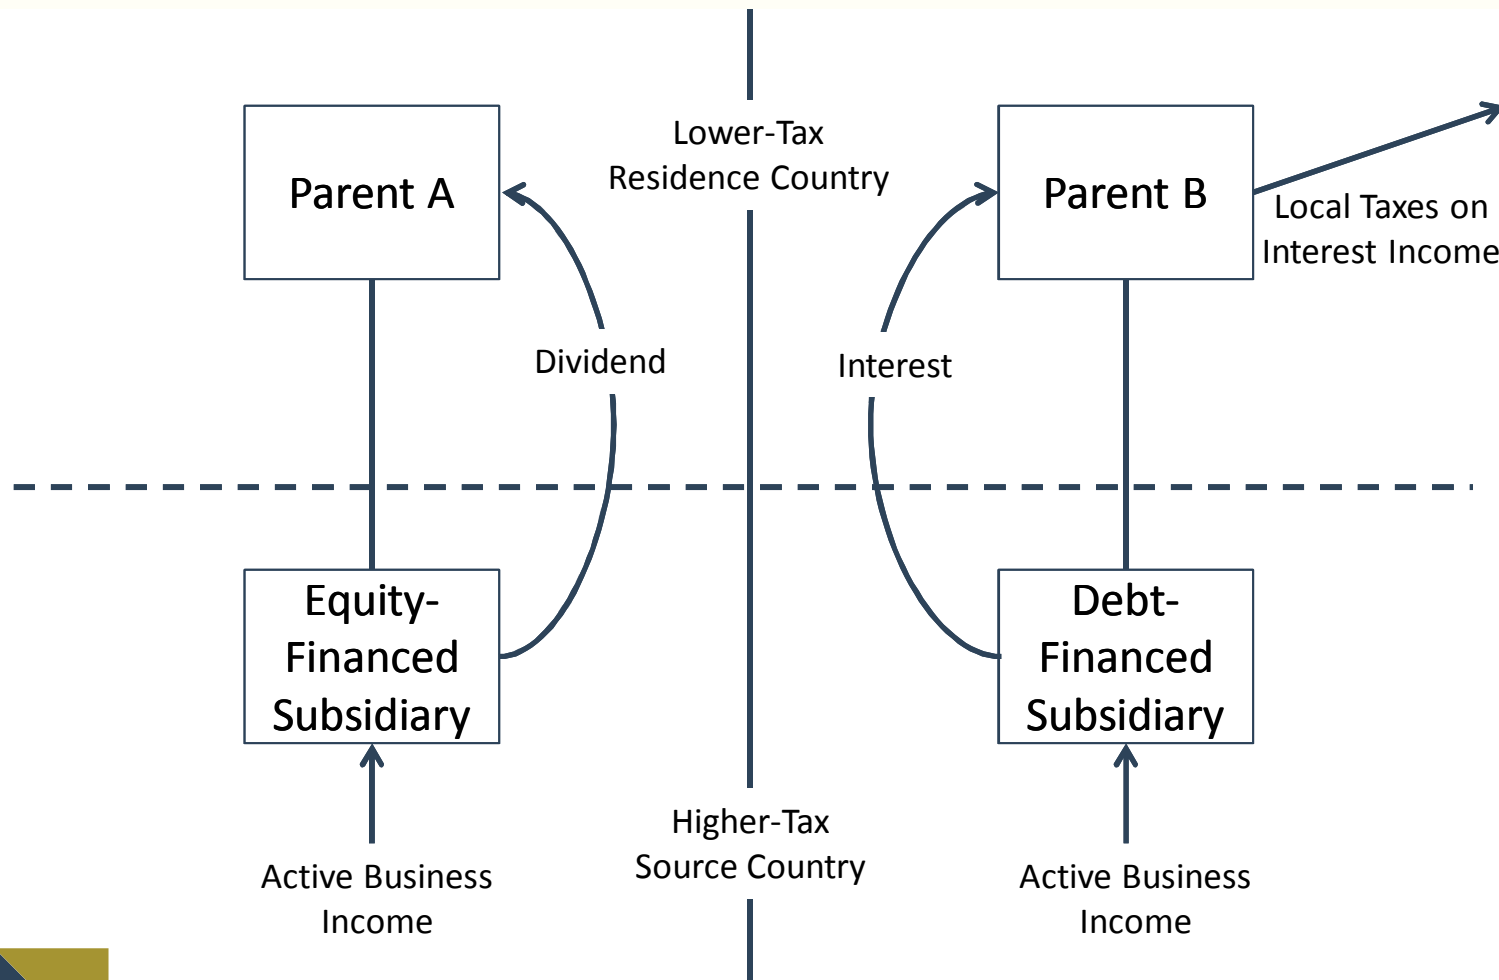 Lower-Tax
Residence Country
Parent A
Parent B
Local Taxes on
Interest Income
Dividend
Interest
Equity-
Financed
Subsidiary
Debt-
Financed
Subsidiary
Higher-Tax
Source Country
Active Business
Income
Active Business
Income